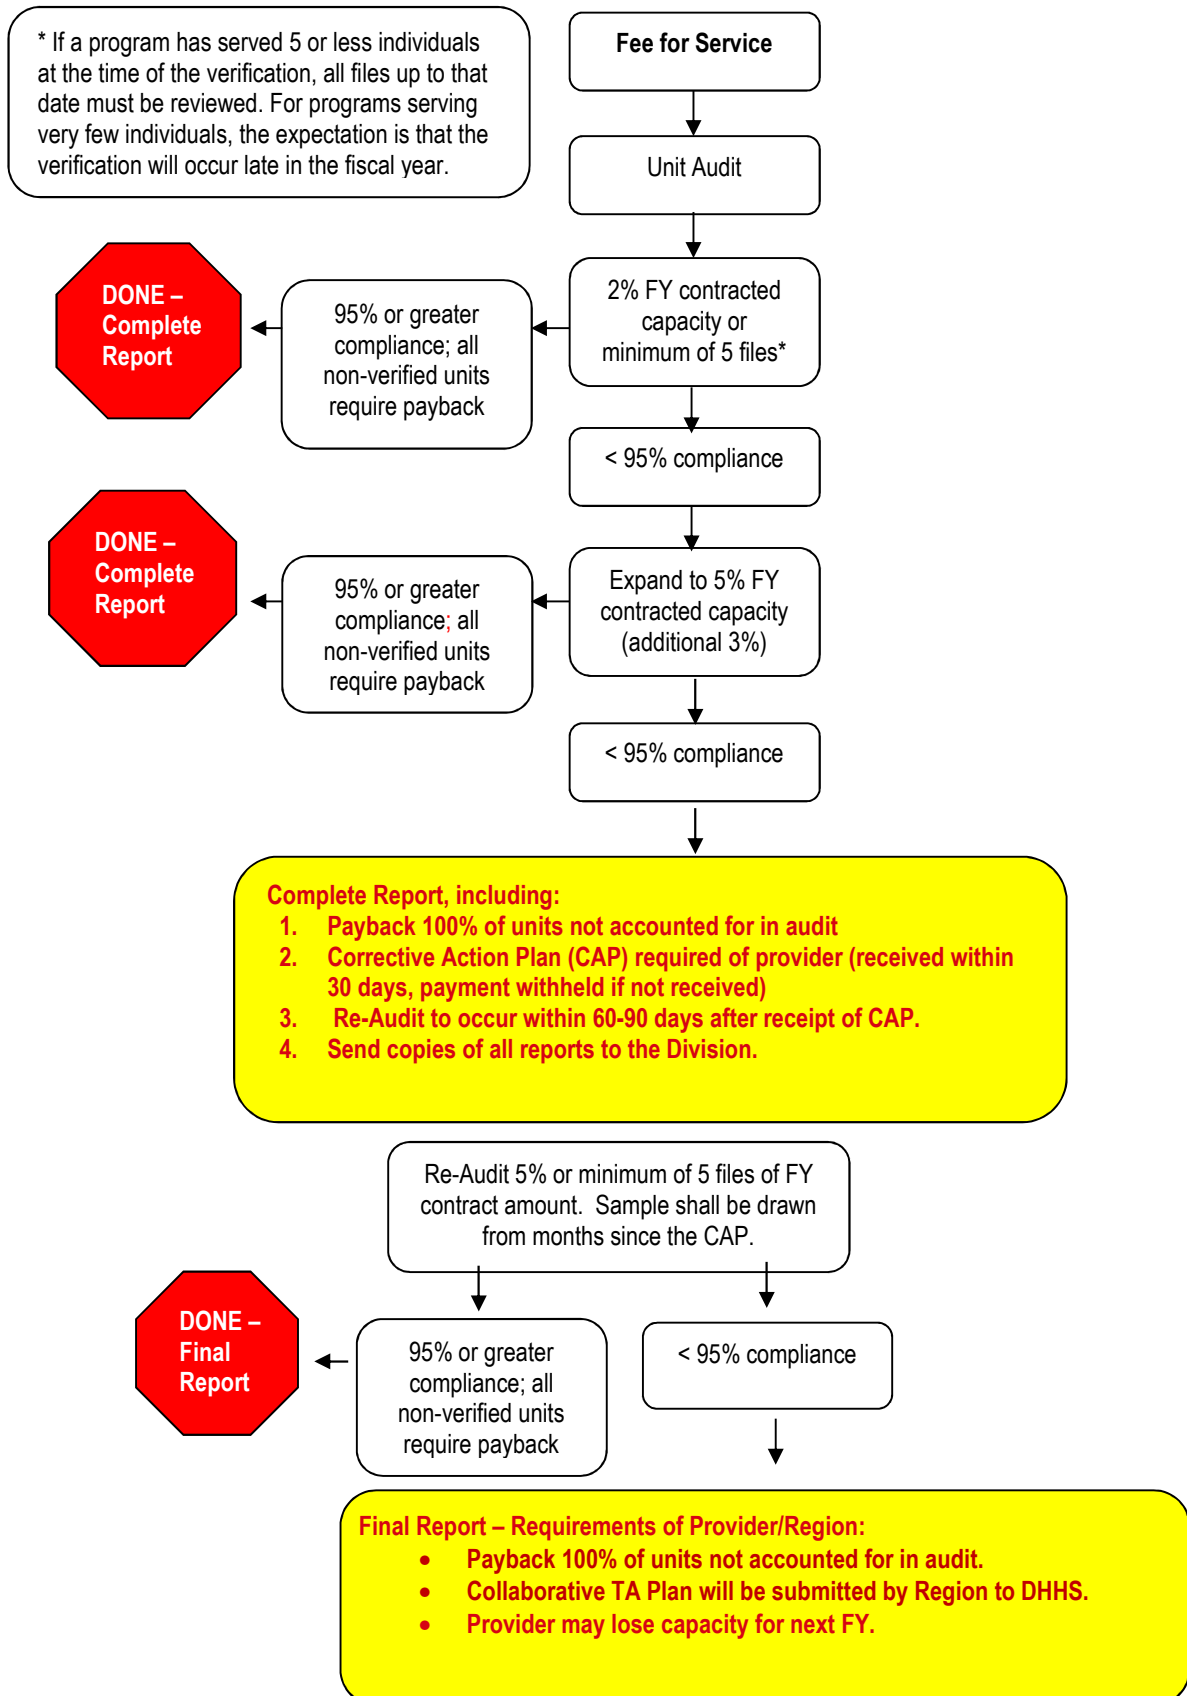 * If a program has served 5 or less individuals
at the time of the verification, all files up to that
date must be reviewed. For programs serving
very few individuals, the expectation is that the
verification will occur late in the fiscal year.
Fee for Service
Unit Audit
2% FY contracted
capacity or
minimum of 5 files*
95% or greater
compliance; all
non-verified units
require payback
DONE –
Complete
Report
< 95% compliance
Expand to 5% FY
contracted capacity
(additional 3%)
95% or greater
compliance; all
non-verified units
require payback
DONE –
Complete
Report
< 95% compliance
Complete Report, including:
1. Payback 100% of units not accounted for in audit
2. Corrective Action Plan (CAP) required of provider (received within
30 days, payment withheld if not received)
3. Re-Audit to occur within 60-90 days after receipt of CAP.
4. Send copies of all reports to the Division.
Re-Audit 5% or minimum of 5 files of FY
contract amount. Sample shall be drawn
from months since the CAP.
95% or greater
compliance; all
non-verified units
require payback
DONE –
Final
Report
< 95% compliance
Final Report – Requirements of Provider/Region:
• Payback 100% of units not accounted for in audit.
• Collaborative TA Plan will be submitted by Region to DHHS.
• Provider may lose capacity for next FY.